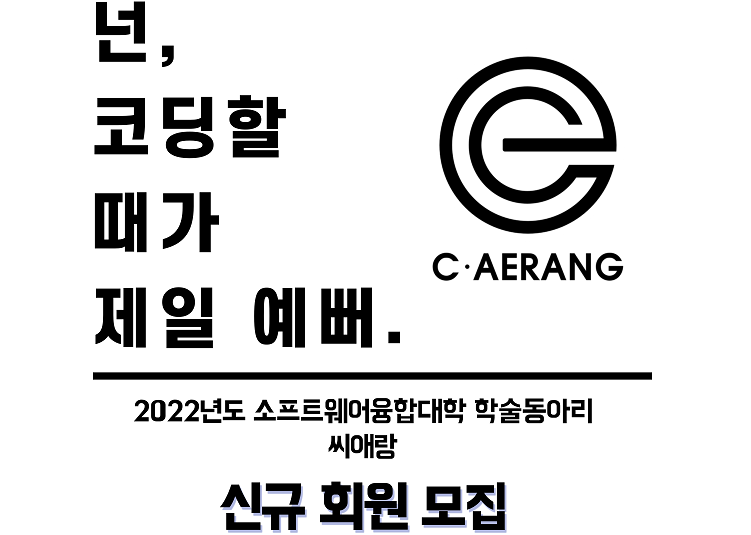 넌,
코딩할
때가
제일 예뻐.
C·AERANG
2022년도 소프트웨어융합대학 학술동아리
씨애랑
신규 회원 모집